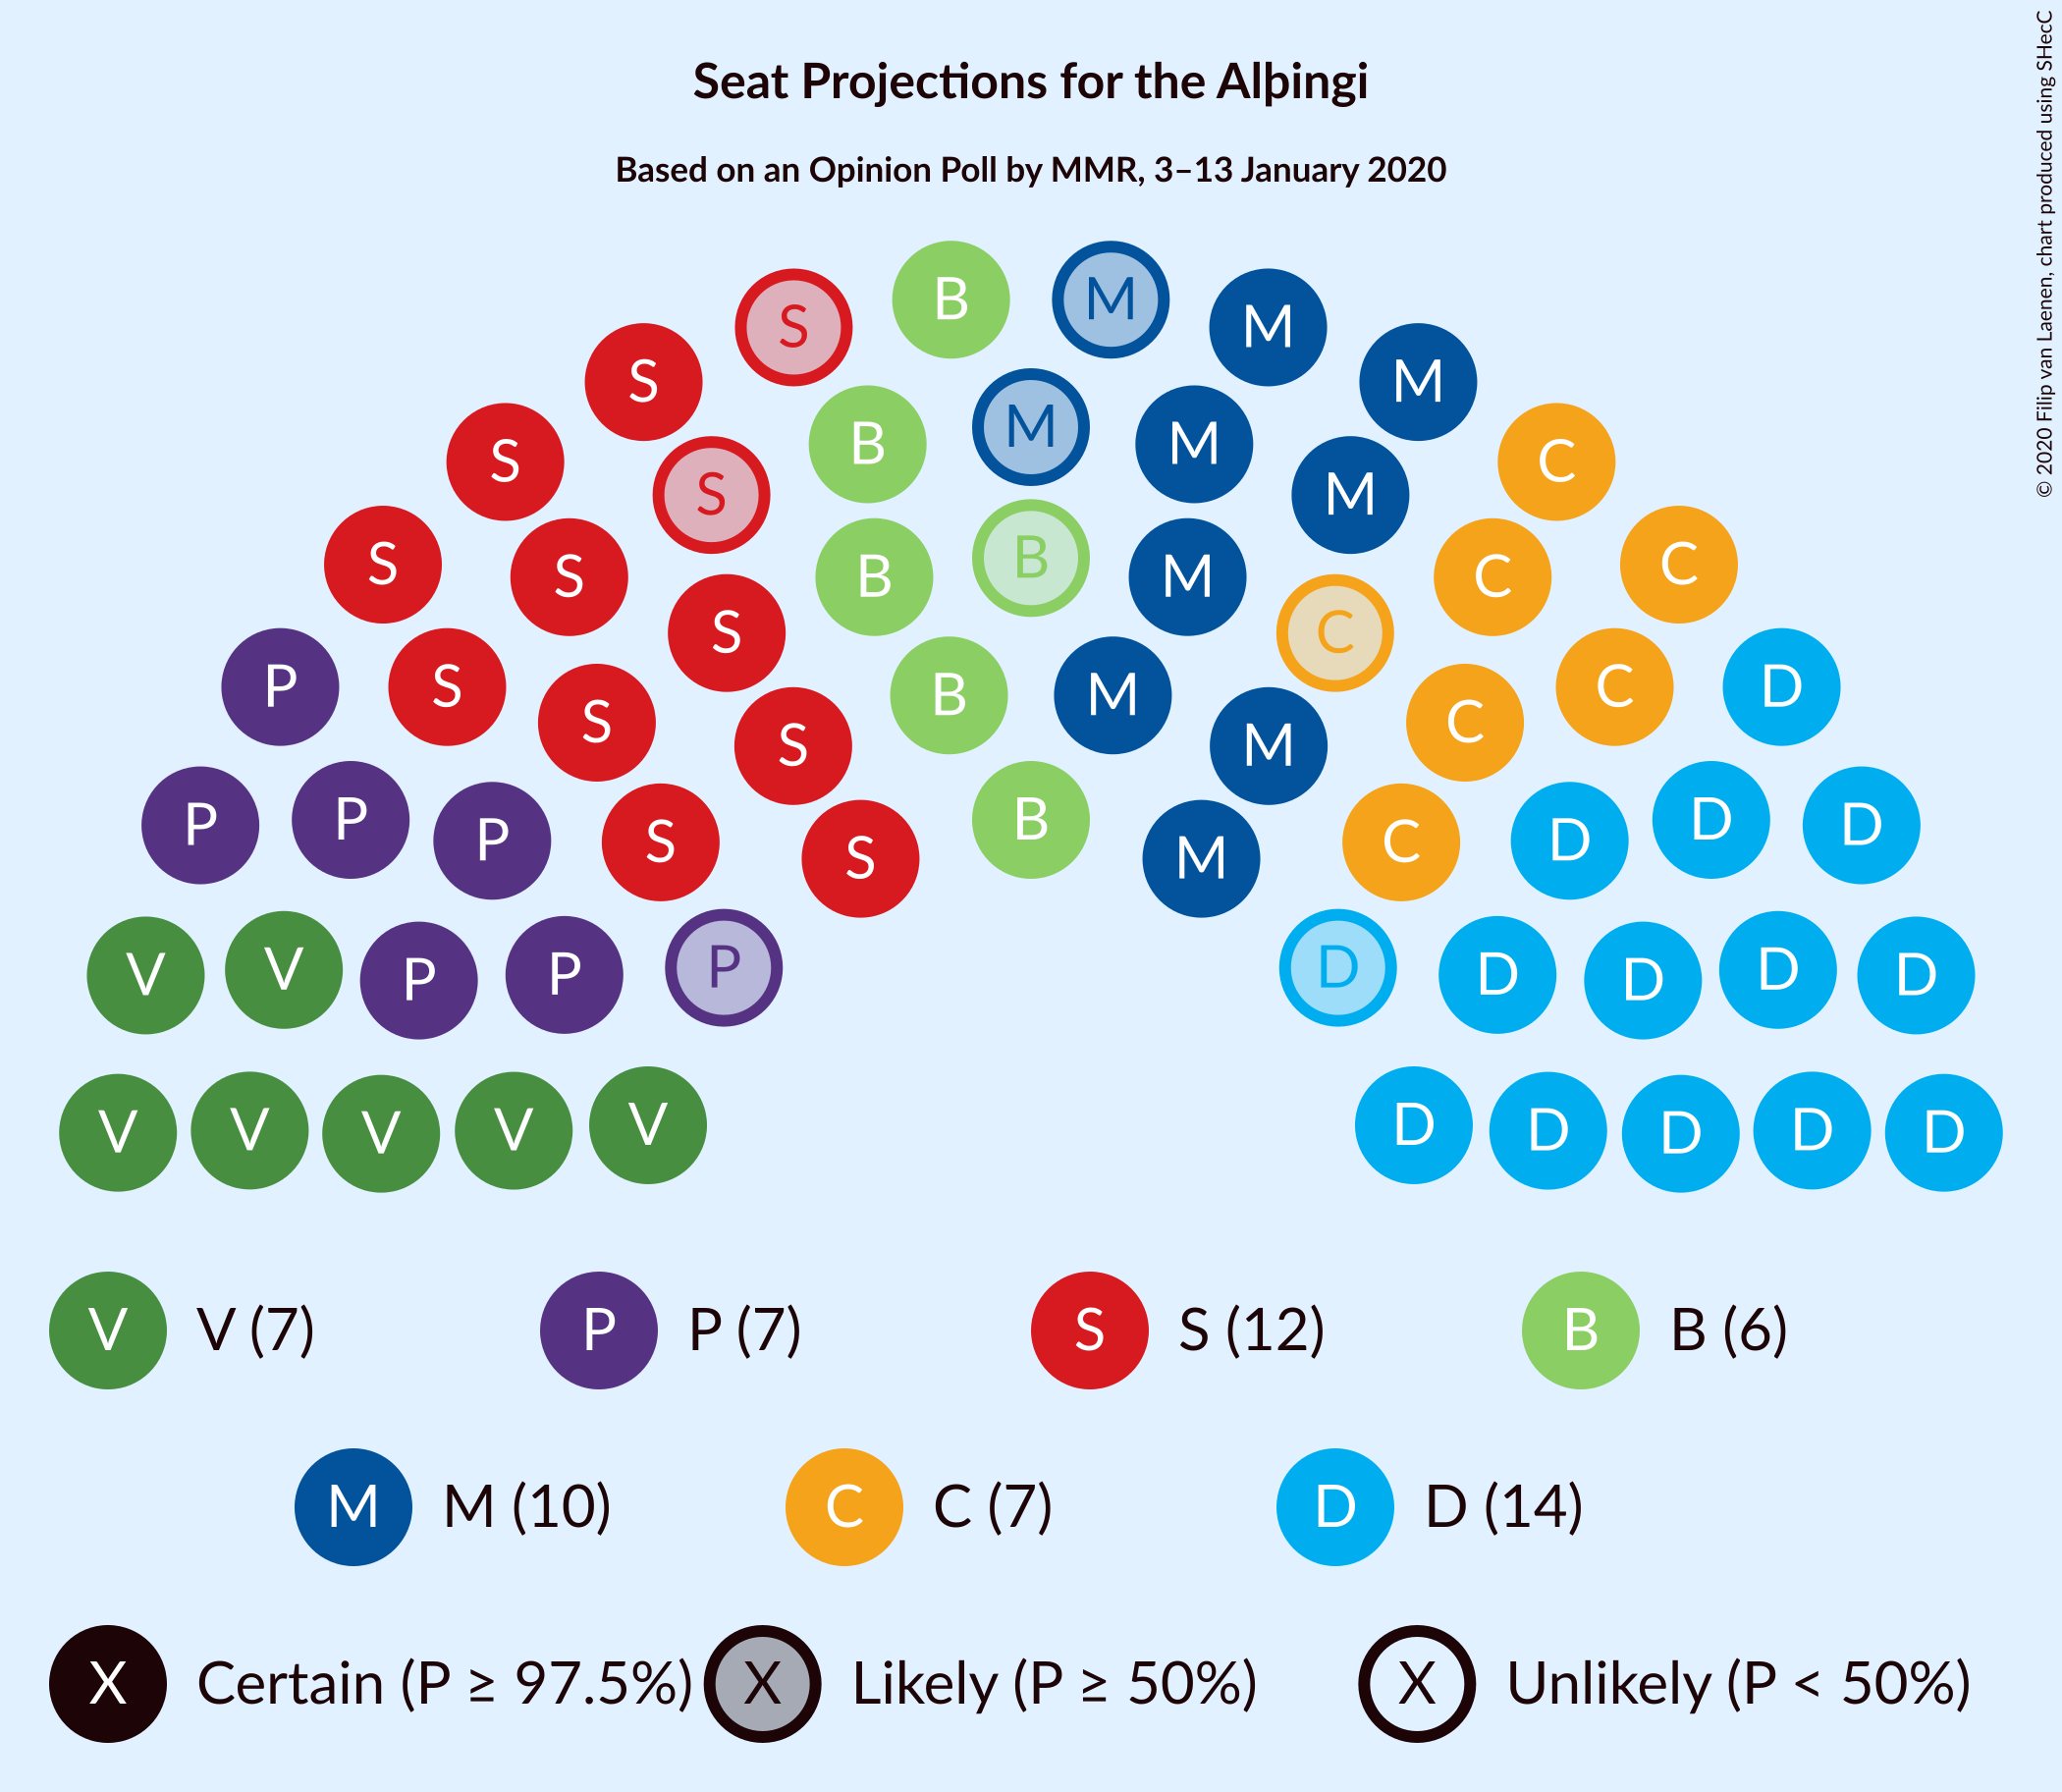 Seat Projections for the Alþingi
Based on an Opinion Poll by MMR, 3–13 January 2020
© 2020 Filip van Laenen, chart produced using SHecC
B M
S M
S M
B M
S M C
S M
B
S C
S B M C
S C
P S P C C D
S B M
S M
P P D D
P S B C D
S M
P D
V V P P D D D V
V V V V V D D D D D
V V (7) P P (7) S S (12) B B (6)
M M (10) C C (7) D D (14)
X Certain (P ≥ 97.5%) X Likely (P ≥ 50%) X Unlikely (P < 50%)